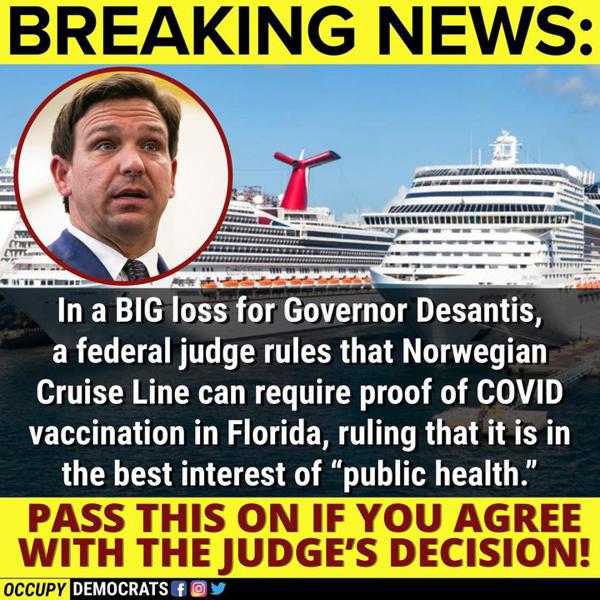 BREAKING NEWS:
In a BIG loss for Governor Desantis,
a federal judge rules that Norwegian
Cruise Line can require proof of COVID
vaccination in Florida, ruling that it is in
the best interest of “public health.”
PASS THIS ON IF YOU AGREE
WITH THE JUDGE’S DECISION!
OCCUPY DEMOCRATS